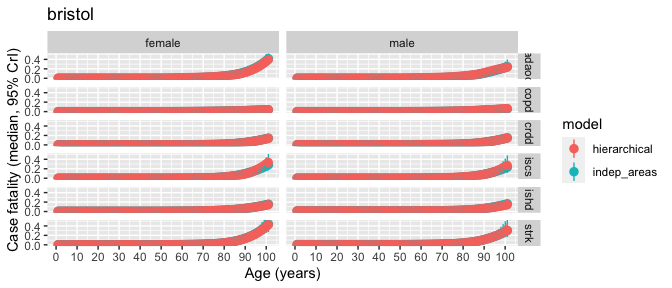 bristol
female male
Case fatality (median, 95% CrI)
0.4
0.2
0.0
adaoc
0.4
0.2
0.0
copd
0.4
0.2
0.0
crdd
0.4
0.2
0.0
iscs
0.4
0.2
0.0
ishd
0.4
0.2
0.0
strk
0 10 20 30 40 50 60 70 80 90 100 0 10 20 30 40 50 60 70 80 90 100
Age (years)
model
hierarchical
indep_areas